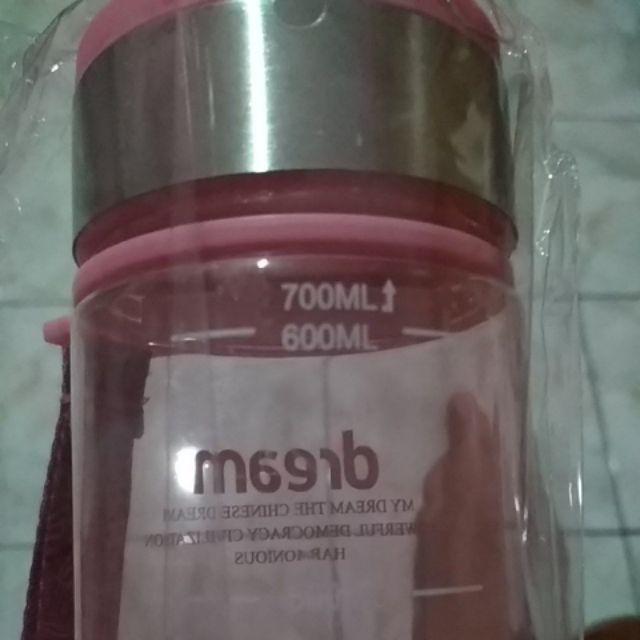 700ML
600ML
dream
MY DREAM THE CHINESE DREAM
DEMOCRACY CIVILIZATION
HARMONIOUS